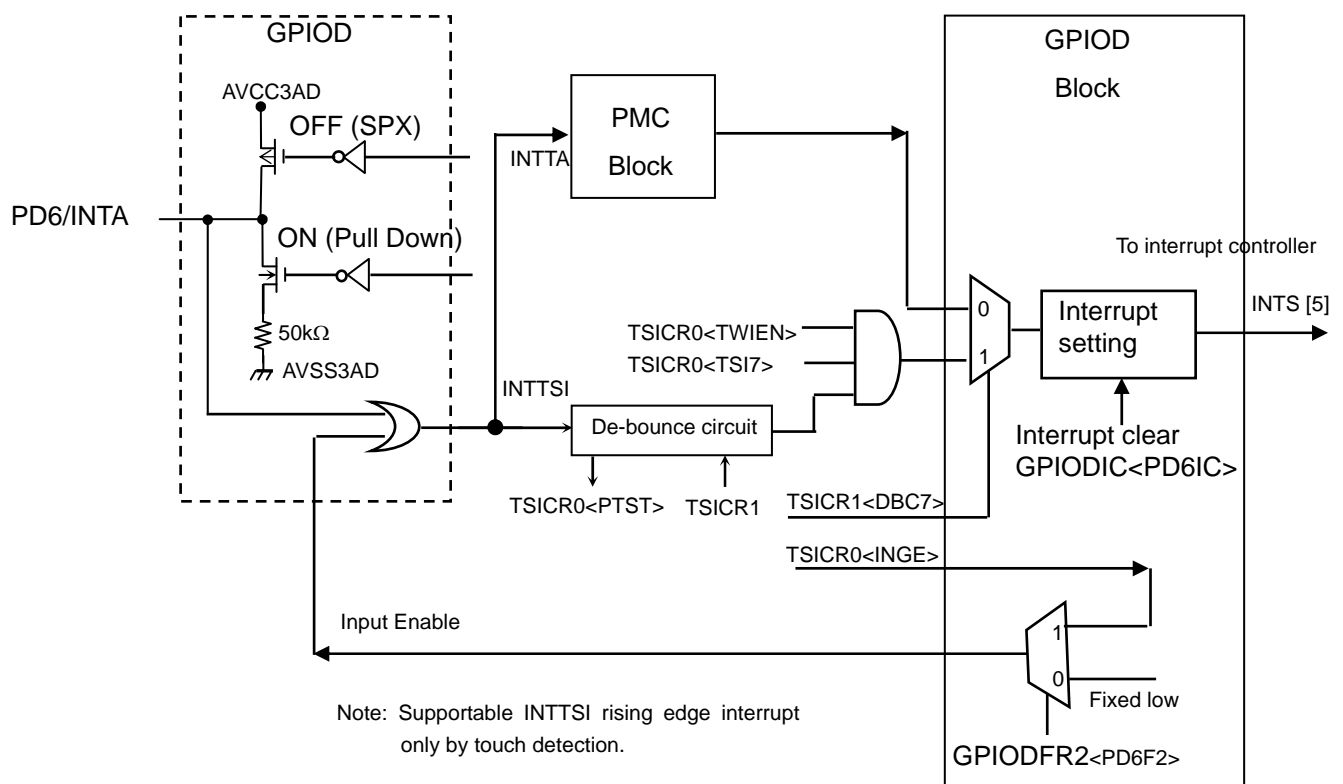 GPIOD
AVCC3AD
OFF (SPX)
PD6/INTA
ON (Pull Down)
50kΩ
AVSS3AD
INTTA
PMC
Block
INTTSI
De-bounce circuit
TSICR0<PTST>
TSICR1
TSICR0<TWIEN>
TSICR0<TSI7>
TSICR1<DBC7>
TSICR0<INGE>
GPIOD
Block
0
1
To interrupt controller
Interrupt
setting
INTS [5]
Interrupt clear
GPIODIC<PD6IC>
Input Enable
1
0
Fixed low
GPIODFR2<PD6F2>
Note: Supportable INTTSI rising edge interrupt
only by touch detection.